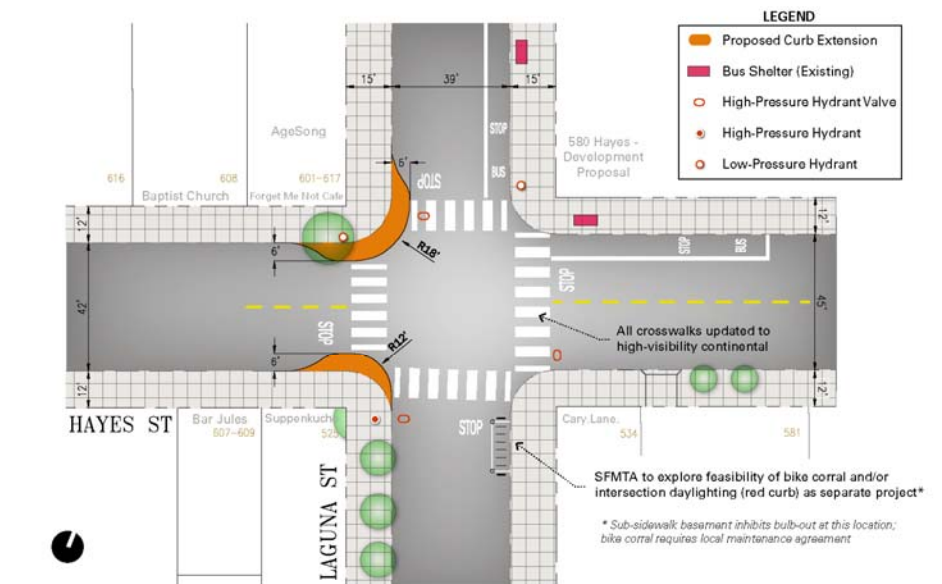 LEGEND
Proposed Curb Extension
Bus Shelter (Existing)
High-Pressure Hydrant Valve
High-Pressure Hydrant
Low-Pressure Hydrant
15'
39'
15'
AgeSong
STOP
BUS
580 Hayes -
Development
Proposal
616
608
601-617
Baptist Church
Forget Me Not Cafe
STOP
12'
12'
6'
R18'
STOP
BUS
STOP
42'
45'
STOP
All crosswalks updated to
high-visibility continental
R12'
6'
12'
12'
HAYES ST
Bar Jules
607-609
Suppenkuche
525
STOP
Cary Lane.
534
581
LAGUNA ST
SFMTA to explore feasibility of bike corral and/or
intersection daylighting (red curb) as separate project*
* Sub-sidewalk basement inhibits bulb-out at this location;
bike corral requires local maintenance agreement